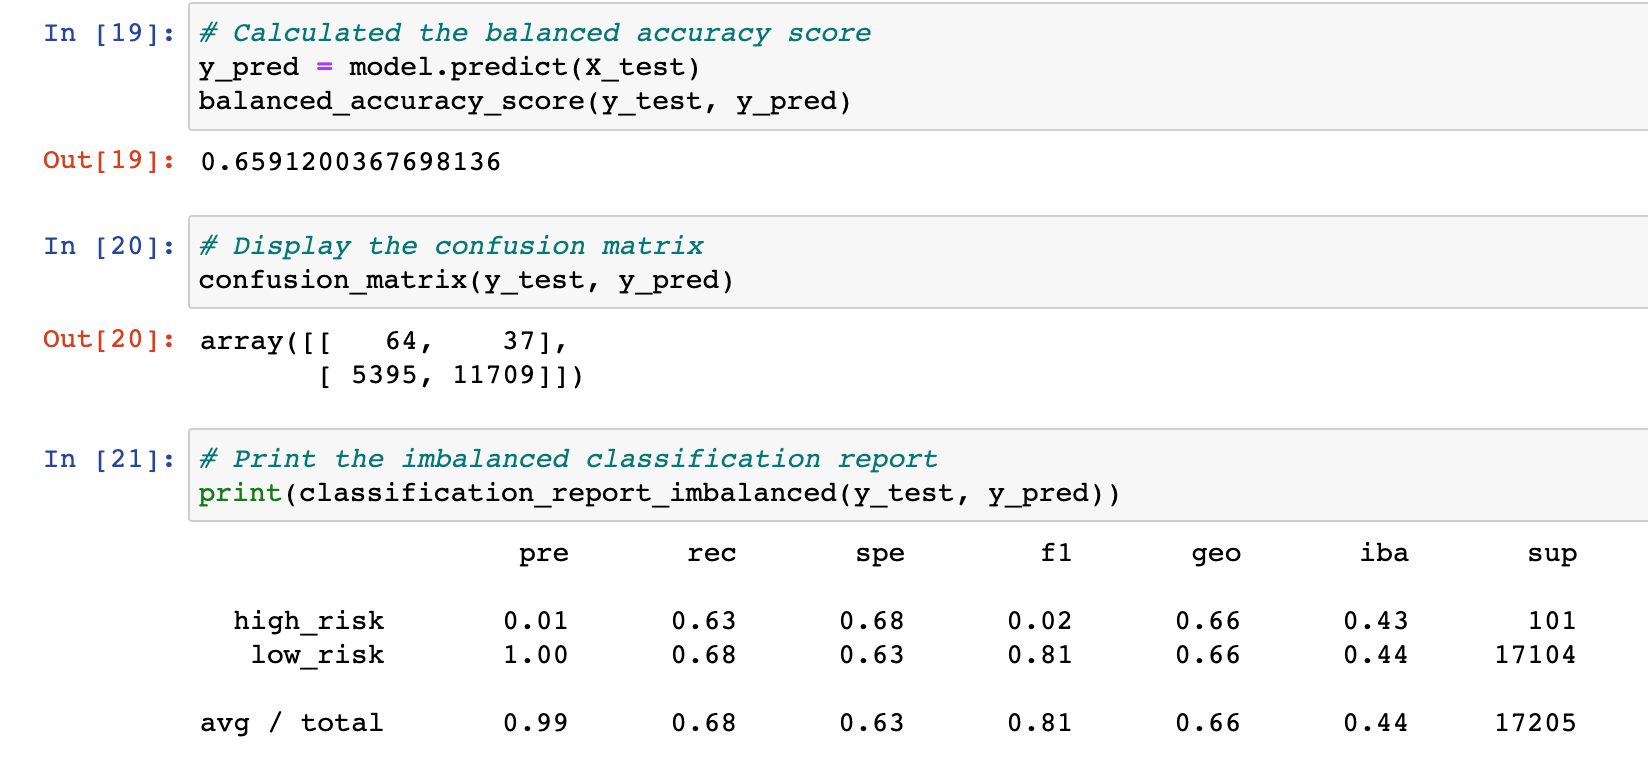 In [19]: # Calculated the balanced accuracy score
y_pred = model.predict(X_test)
balanced_accuracy_score(y_test, y_pred)
Out[19]: 0.6591200367698136
In [20]: # Display the confusion matrix
confusion_matrix(y_test, y_pred)
Out[20]: array([[   64,    37],
       [ 5395, 11709]])
In [21]: # Print the imbalanced classification report
print(classification_report_imbalanced(y_test, y_pred))
pre rec spe f1 geo iba sup
high_risk 0.01 0.63 0.68 0.02 0.66 0.43 101
low_risk 1.00 0.68 0.63 0.81 0.66 0.44 17104
avg / total 0.99 0.68 0.63 0.81 0.66 0.44 17205